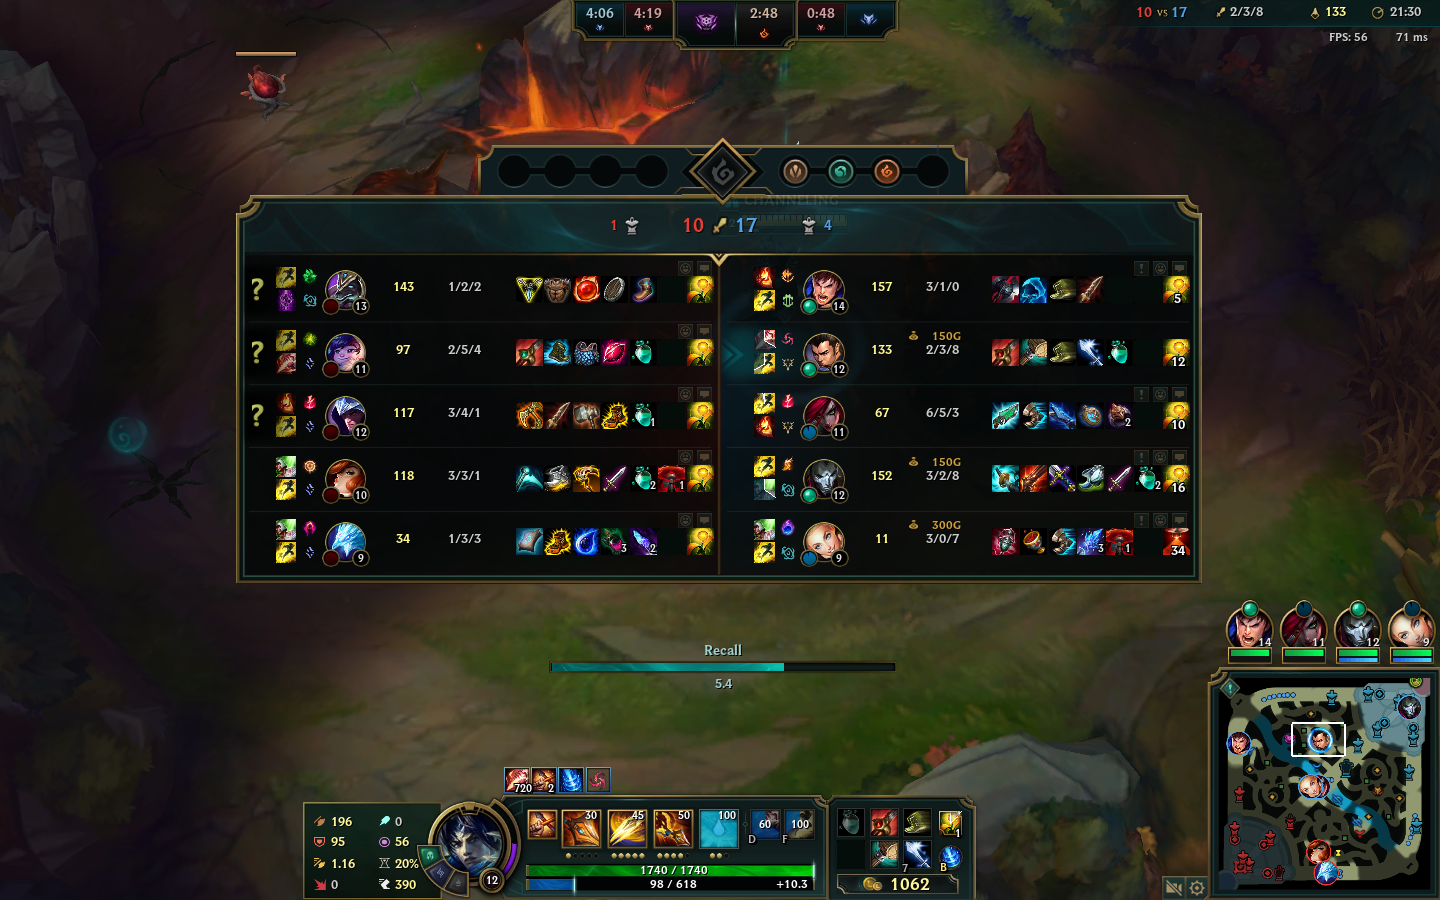 4:06 4:19 2:48 0:48
10 vs 17 2/3/8 133 21:30
FPS: 56 71 ms
CHANNELING
1 10 17 4
? 13 143 1/2/2
14 157 3/1/0 5
? 11 97 2/5/4
12 133 150G 2/3/8 12
? 12 117 3/4/1 1
11 67 6/5/3 2 10
10 118 3/3/1 2 1
12 152 150G 3/2/8 2 16
9 34 1/3/3 3 2
9 11 300G 3/0/7 3 1 34
Recall
5.4
14 11 12 9
720 2
196 0
95 56
1.16 20%
0 390
12
30 45 50 100 60 100
D F
1740 / 1740
98 / 618 +10.3
1
7 B
1062